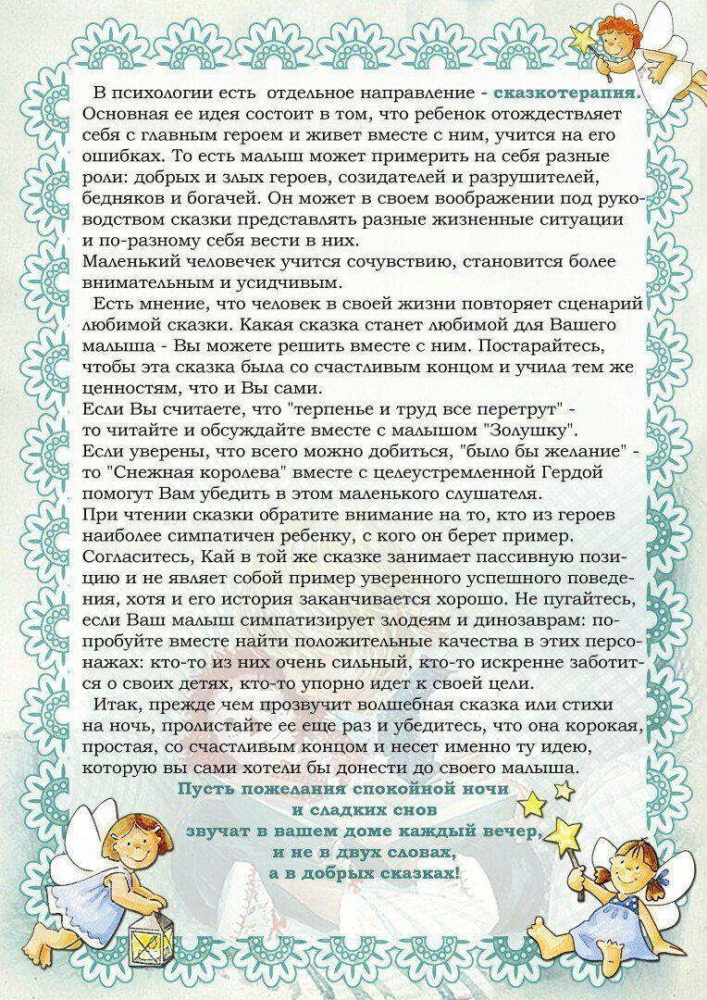 В психологии есть отдельное направление - сказкотерапия.
Основная ее идея состоит в том, что ребенок отождествляет
себя с главным героем и живет вместе с ним, учится на его
ошибках. То есть малыш может примерить на себя разные
роли: добрых и злых героев, созидателей и разрушителей,
бедняков и богачей. Он может в своем воображении под руко-
водством сказки представлять разные жизненные ситуации
и по-разному себя вести в них.
Маленький человечек учится сочувствию, становится более
внимательным и усидчивым.
Есть мнение, что человек в своей жизни повторяет сценарий
любимой сказки. Какая сказка станет любимой для Вашего
малыша - Вы можете решить вместе с ним. Постарайтесь,
чтобы эта сказка была со счастливым концом и учила тем же
ценностям, что и Вы сами.
Если Вы считаете, что "терпенье и труд все перетрут" -
то читайте и обсуждайте вместе с малышом "Золушку".
Если уверены, что всего можно добиться, "было бы желание" -
то "Снежная королева" вместе с целеустремленной Гердой
помогут Вам убедить в этом маленького слушателя.
При чтении сказки обратите внимание на то, кто из героев
наиболее симпатичен ребенку, с кого он берет пример.
Согласитесь, Кай в той же сказке занимает пассивную пози-
цию и не являет собой пример уверенного успешного поведе-
ния, хотя и его история заканчивается хорошо. Не пугайтесь,
если Ваш малыш симпатизирует злодеям и динозаврам: по-
пробуйте вместе найти положительные качества в этих персо-
нажах: кто-то из них очень сильный, кто-то искренне заботит-
ся о своих детях, кто-то упорно идет к своей цели.
Итак, прежде чем прозвучит волшебная сказка или стихи
на ночь, пролистайте ее еще раз и убедитесь, что она корокая,
простая, со счастливым концом и несет именно ту идею,
которую вы сами хотели бы донести до своего малыша.
Пусть пожелания спокойной ночи
и сладких снов
звучат в вашем доме каждый вечер,
и не в двух словах,
а в добрых сказках!